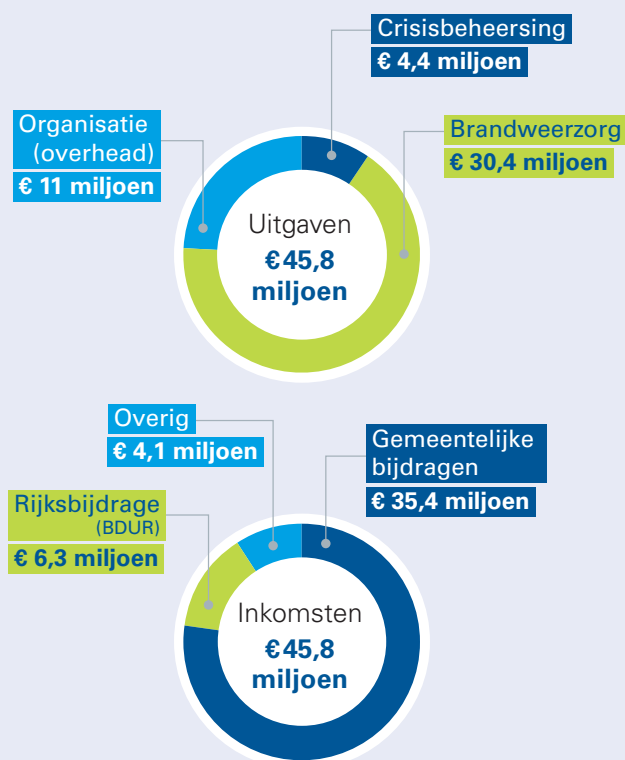 Crisisbeheersing
€ 4,4 miljoen
Organisatie
(overhead)
€ 11 miljoen
Brandweerzorg
€ 30,4 miljoen
Uitgaven
€45,8
miljoen
Overig
€ 4,1 miljoen
Gemeentelijke
bijdragen
€ 35,4 miljoen
Rijksbijdrage
(BDUR)
€ 6,3 miljoen
Inkomsten
€45,8
miljoen